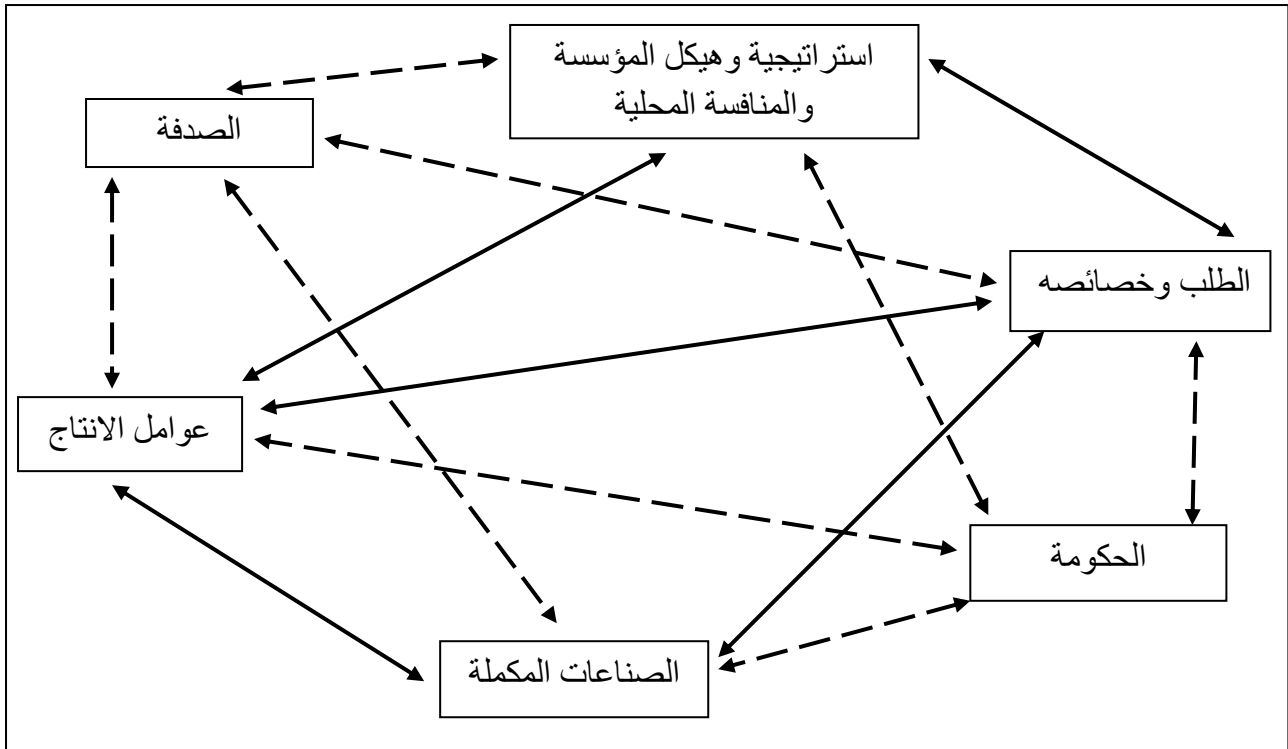 استراتيجية وهيكل المؤسسة
والمنافسة المحلية
الصدفة
الطلب وخصائصه
عوامل الانتاج
الحكومة
الصناعات المكملة